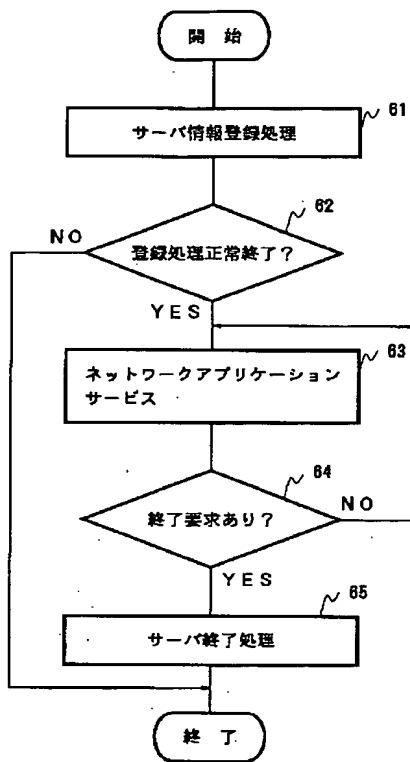 開 始
サーバ情報登録処理
61
登録処理正常終了？
62
NO
YES
ネットワークアプリケーション
サービス
63
終了要求あり？
64
NO
YES
サーバ終了処理
65
終 了